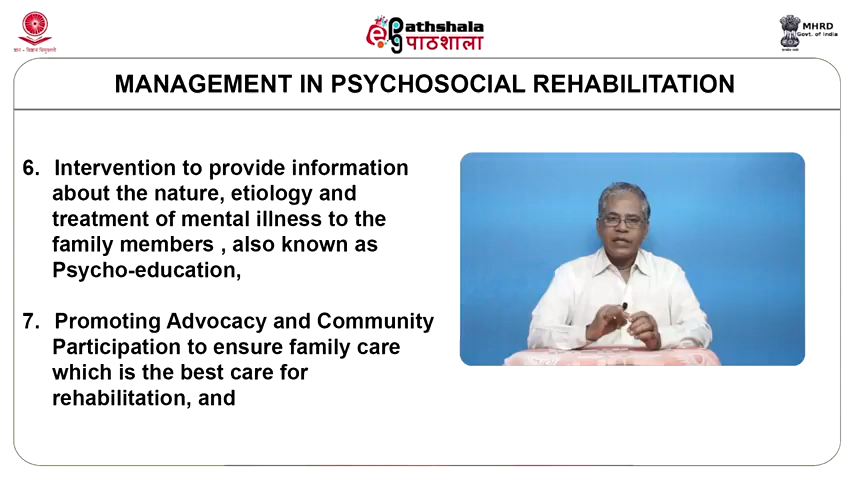 ज्ञान - विज्ञान विमुक्तये
ePathshala
पाठशाला
MHRD
Govt. of India
MANAGEMENT IN PSYCHOSOCIAL REHABILITATION
6. Intervention to provide information
about the nature, etiology and
treatment of mental illness to the
family members , also known as
Psycho-education,
7. Promoting Advocacy and Community
Participation to ensure family care
which is the best care for
rehabilitation, and